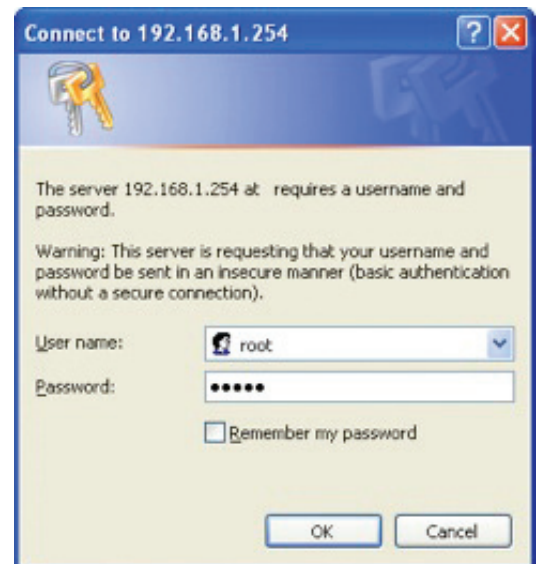 Connect to 192.168.1.254
The server 192.168.1.254 at requires a username and
password.
Warning: This server is requesting that your username and
password be sent in an insecure manner (basic authentication
without a secure connection).
User name:
root
Password:
•••••
Remember my password
OK
Cancel